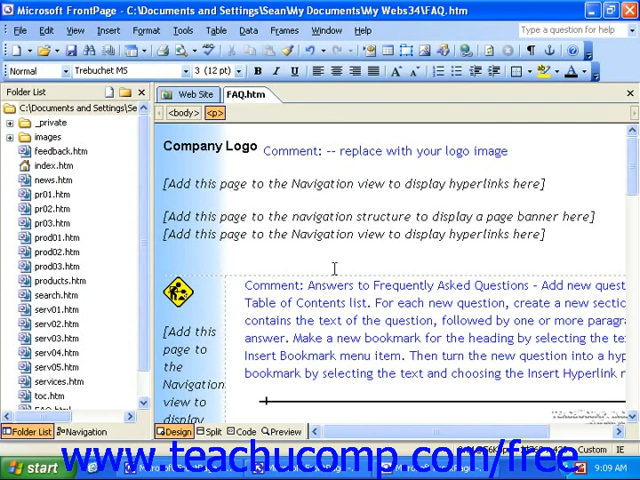 Microsoft FrontPage - C:\Documents and Settings\Sean\My Documents\My Webs34\FAQ.htm
File Edit View Insert Format Tools Table Data Frames Window Help
Type a question for help
Normal Trebuchet MS 3 (12 pt) B I U
Folder List
Web Site FAQ.htm
C:\Documents and Settings\Se
<body> <p>
_private
images
feedback.htm
index.htm
news.htm
pr01.htm
pr02.htm
pr03.htm
prod01.htm
prod02.htm
prod03.htm
products.htm
search.htm
serv01.htm
serv02.htm
serv03.htm
serv04.htm
serv05.htm
services.htm
toc.htm
Company Logo Comment: -- replace with your logo image
[Add this page to the Navigation view to display hyperlinks here]
[Add this page to the navigation structure to display a page banner here]
[Add this page to the Navigation view to display hyperlinks here]
Comment: Answers to Frequently Asked Questions - Add new quest
Table of Contents list. For each new question, create a new sectio
contains the text of the question, followed by one or more paragra
answer. Make a new bookmark for the heading by selecting the te
Insert Bookmark menu item. Then turn the new question into a hyp
bookmark by selecting the text and choosing the Insert Hyperlink r
[Add this
page to
the
Navigation
view to
display
TEACHUCOMP, INC.
Folder List Navigation
Design Split Code Preview
Custom IE
www.teachucomp.com/free
start
9:09 AM